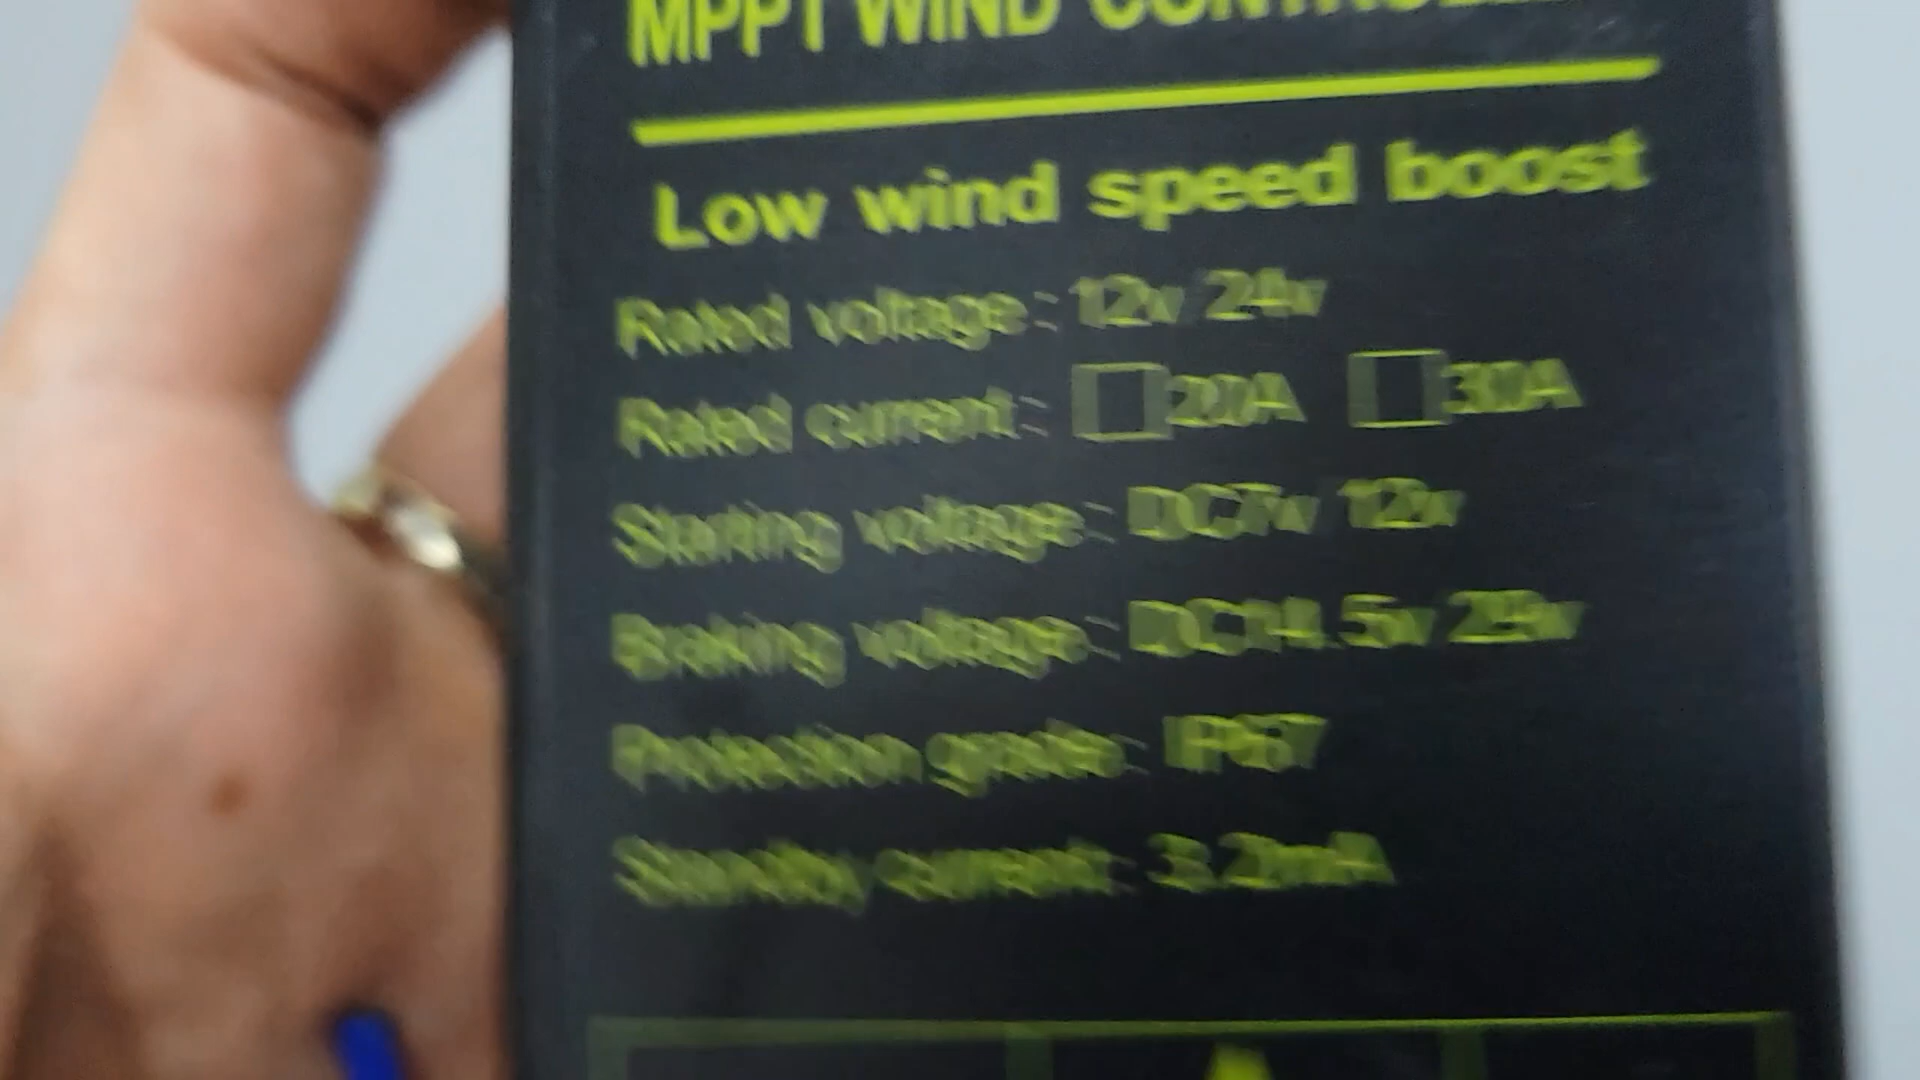 MPPT WIND CONTROLLE
Low wind speed boost
Rated voltage: 12v 24v
Rated current: 20A 30A
Starting voltage: DC7v 12v
Braking voltage: DC14.5v 29v
Protection grade: IP67
Standby current: 3.2mA